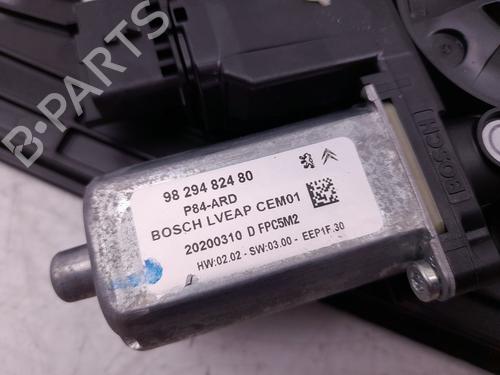 B-PARTS
BOSCH
98 294 824 80
P84-ARD
BOSCH LVEAP CEM01
20200310 D FPC5M2
HW:02.02 - SW:03.00 - EEP1F.30